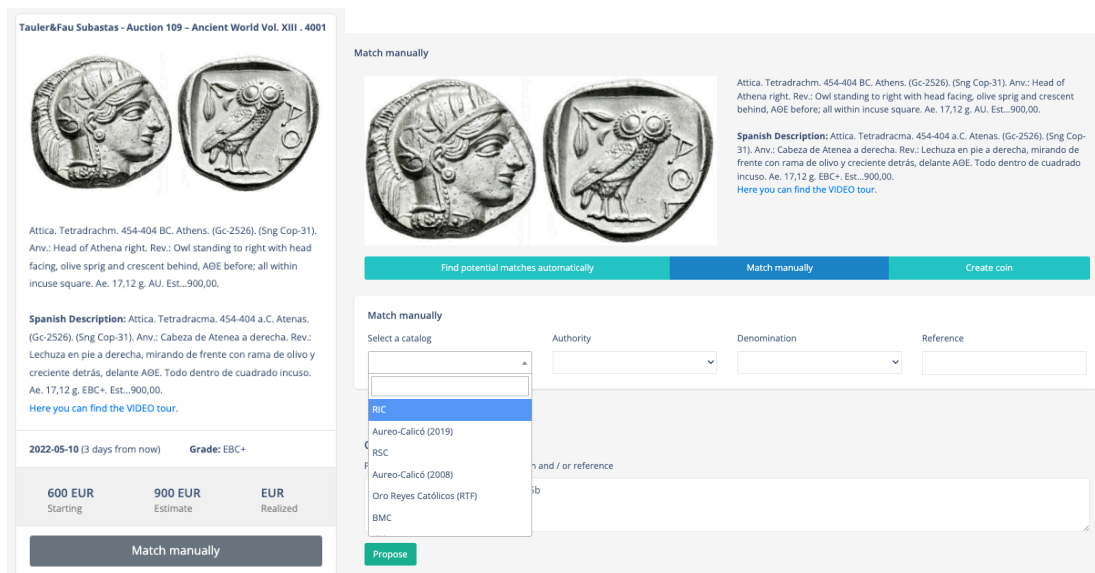 Tauler&Fau Subastas - Auction 109 – Ancient World Vol. XIII . 4001
ΑΘΕ
Attica. Tetradrachm. 454-404 BC. Athens. (Gc-2526). (Sng Cop-31).
Anv.: Head of Athena right. Rev.: Owl standing to right with head
facing, olive sprig and crescent behind, AΘE before; all within
incuse square. Ae. 17,12 g. AU. Est...900,00.
Spanish Description: Attica. Tetradracma. 454-404 a.C. Atenas.
(Gc-2526). (Sng Cop-31). Anv.: Cabeza de Atenea a derecha. Rev.:
Lechuza en pie a derecha, mirando de frente con rama de olivo y
creciente detrás, delante AΘE. Todo dentro de cuadrado incuso.
Ae. 17,12 g. EBC+. Est...900,00.
Here you can find the VIDEO tour.
2022-05-10 (3 days from now) Grade: EBC+
600 EUR 900 EUR EUR
Starting Estimate Realized
Match manually
Match manually
ΑΘΕ
Attica. Tetradrachm. 454-404 BC. Athens. (Gc-2526). (Sng Cop-31). Anv.: Head of
Athena right. Rev.: Owl standing to right with head facing, olive sprig and crescent
behind, AΘE before; all within incuse square. Ae. 17,12 g. AU. Est...900,00.
Spanish Description: Attica. Tetradracma. 454-404 a.C. Atenas. (Gc-2526). (Sng Cop-
31). Anv.: Cabeza de Atenea a derecha. Rev.: Lechuza en pie a derecha, mirando de
frente con rama de olivo y creciente detrás, delante AΘE. Todo dentro de cuadrado
incuso. Ae. 17,12 g. EBC+. Est...900,00.
Here you can find the VIDEO tour.
Find potential matches automatically Match manually Create coin
Match manually
Select a catalog Authority Denomination Reference
RIC
Aureo-Calicó (2019)
RSC
Aureo-Calicó (2008)
Oro Reyes Católicos (RTF)
BMC
n and / or reference
5b
Propose